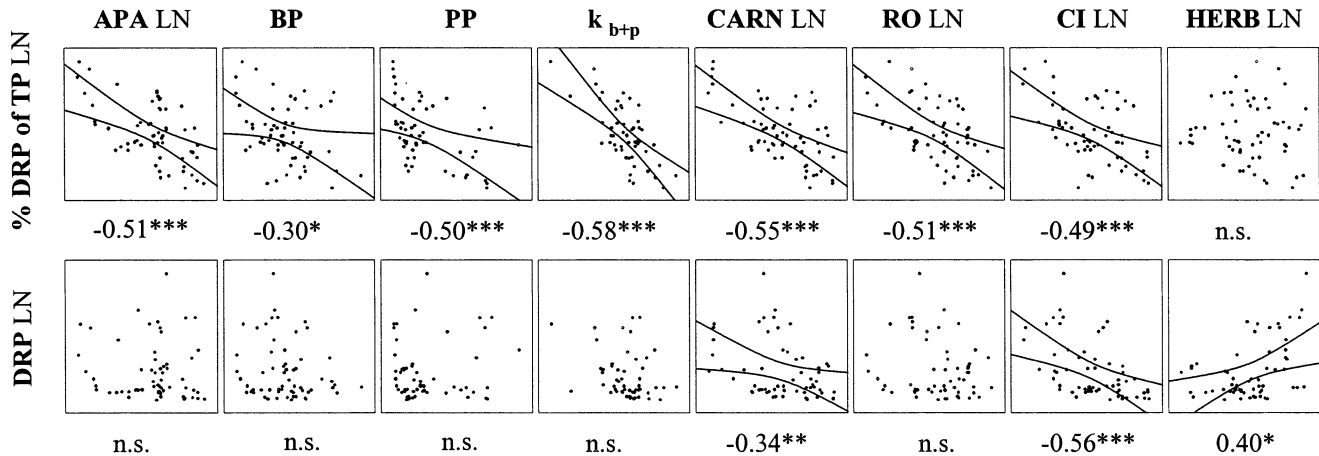 APA LN BP PP k b+p CARN LN RO LN CI LN HERB LN
% DRP of TP LN
-0.51*** -0.30* -0.50*** -0.58*** -0.55*** -0.51*** -0.49*** n.s.
DRP LN
n.s. n.s. n.s. n.s. -0.34** n.s. -0.56*** 0.40*